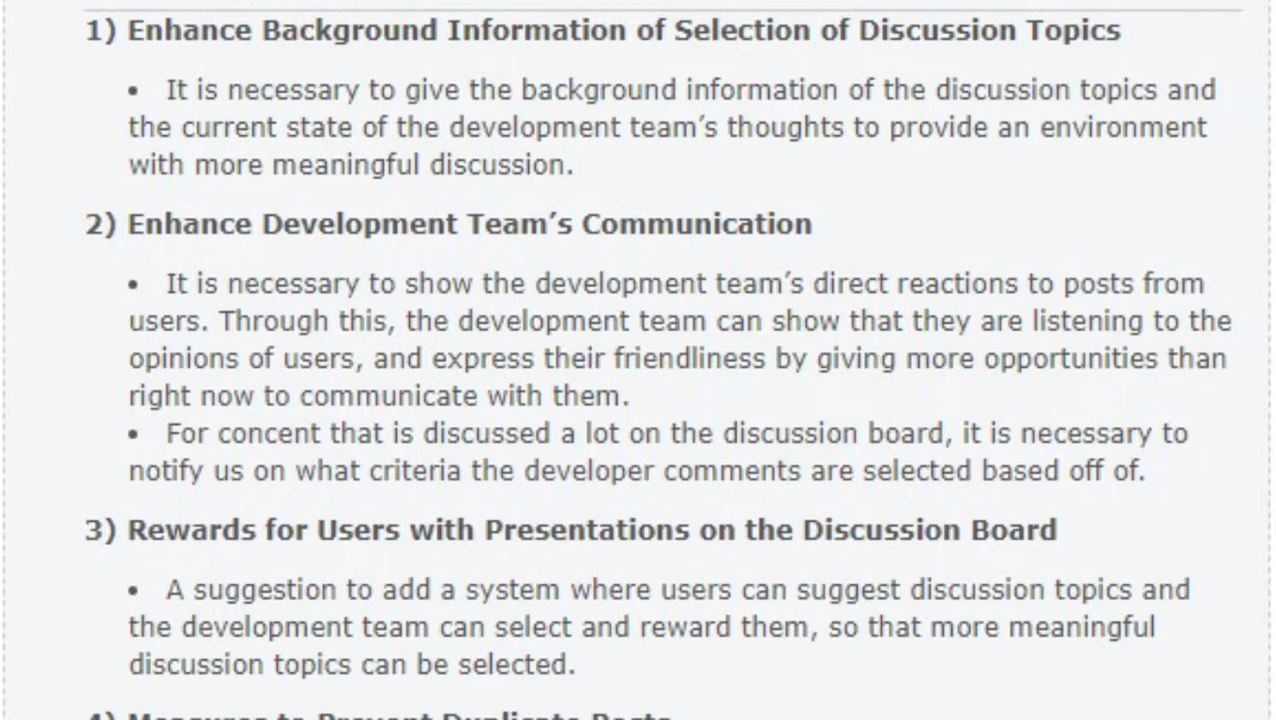 1) Enhance Background Information of Selection of Discussion Topics
• It is necessary to give the background information of the discussion topics and
the current state of the development team’s thoughts to provide an environment
with more meaningful discussion.
2) Enhance Development Team’s Communication
• It is necessary to show the development team’s direct reactions to posts from
users. Through this, the development team can show that they are listening to the
opinions of users, and express their friendliness by giving more opportunities than
right now to communicate with them.
• For concent that is discussed a lot on the discussion board, it is necessary to
notify us on what criteria the developer comments are selected based off of.
3) Rewards for Users with Presentations on the Discussion Board
• A suggestion to add a system where users can suggest discussion topics and
the development team can select and reward them, so that more meaningful
discussion topics can be selected.
4) Measures to Prevent Duplicate Posts